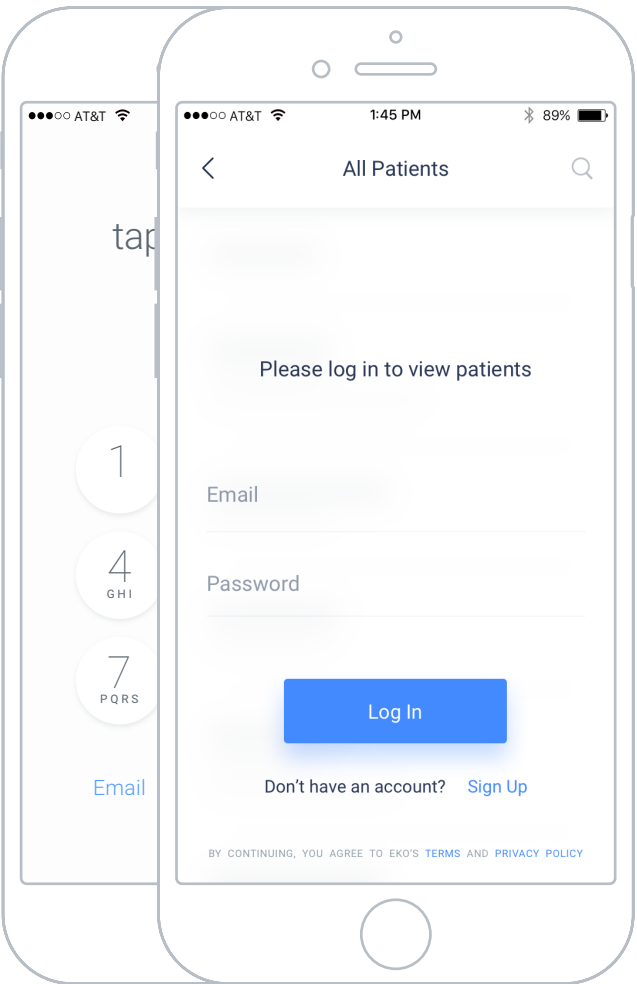 AT&T
tap
1
4
GHI
7
PQRS
Email
AT&T 1:45 PM 89%
All Patients
Please log in to view patients
Email
Password
Log In
Don’t have an account? Sign Up
BY CONTINUING, YOU AGREE TO EKO’S TERMS AND PRIVACY POLICY